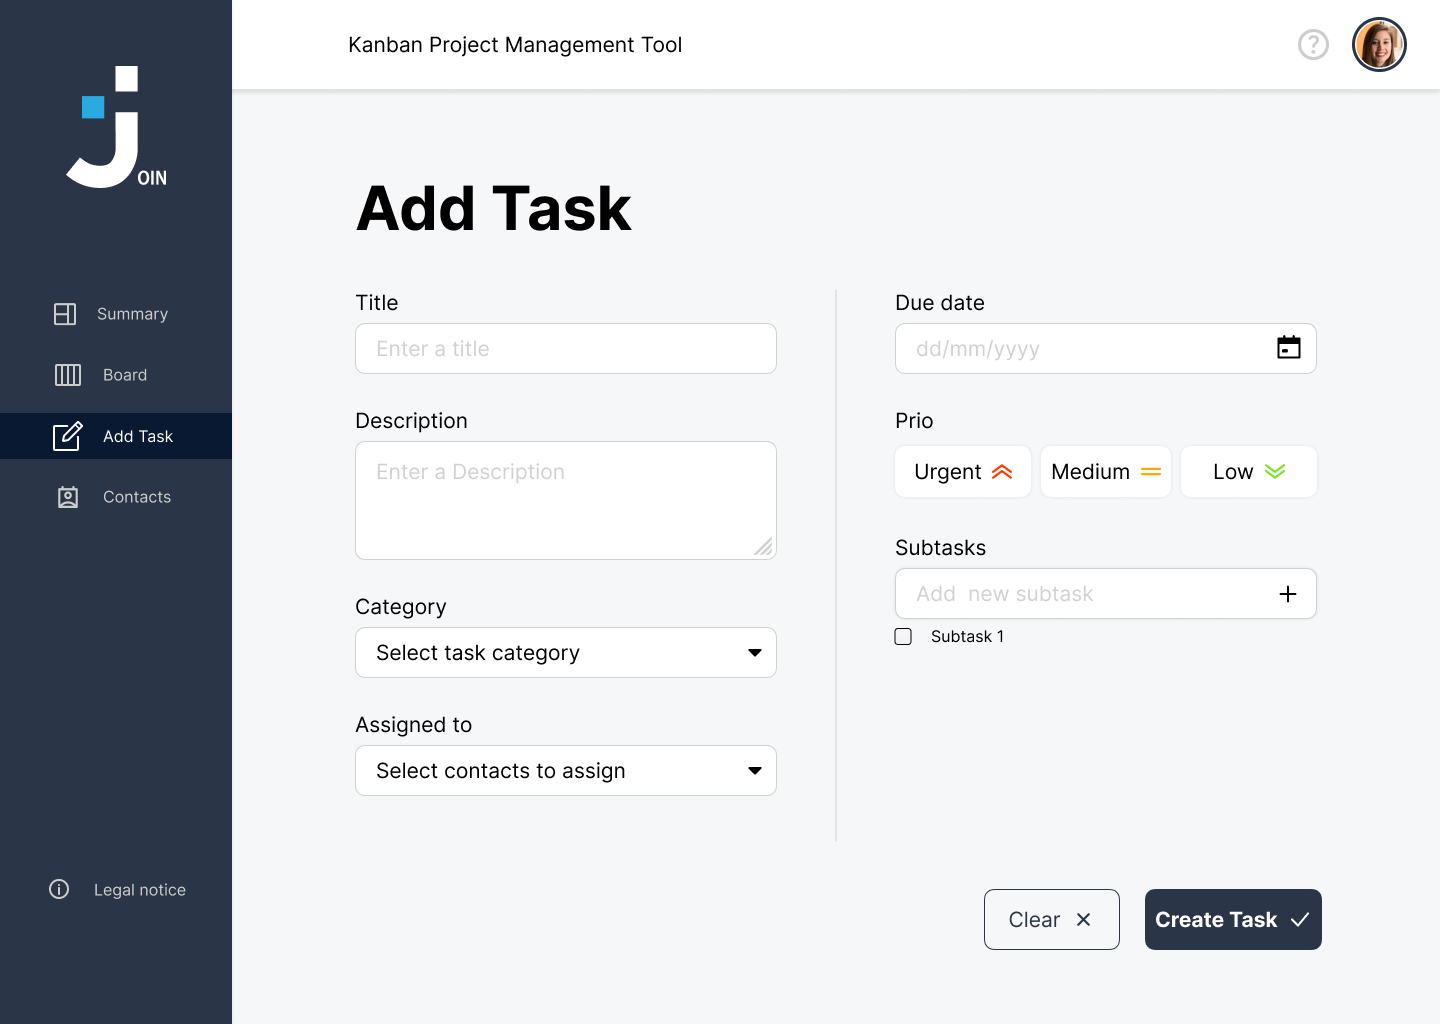 JOIN
Summary
Board
Add Task
Contacts
Legal notice
Kanban Project Management Tool
?
Add Task
Title
Enter a title
Description
Enter a Description
Category
Select task category
Assigned to
Select contacts to assign
Due date
dd/mm/yyyy
Prio
Urgent
Medium
Low
Subtasks
Add  new subtask
Subtask 1
Clear
Create Task